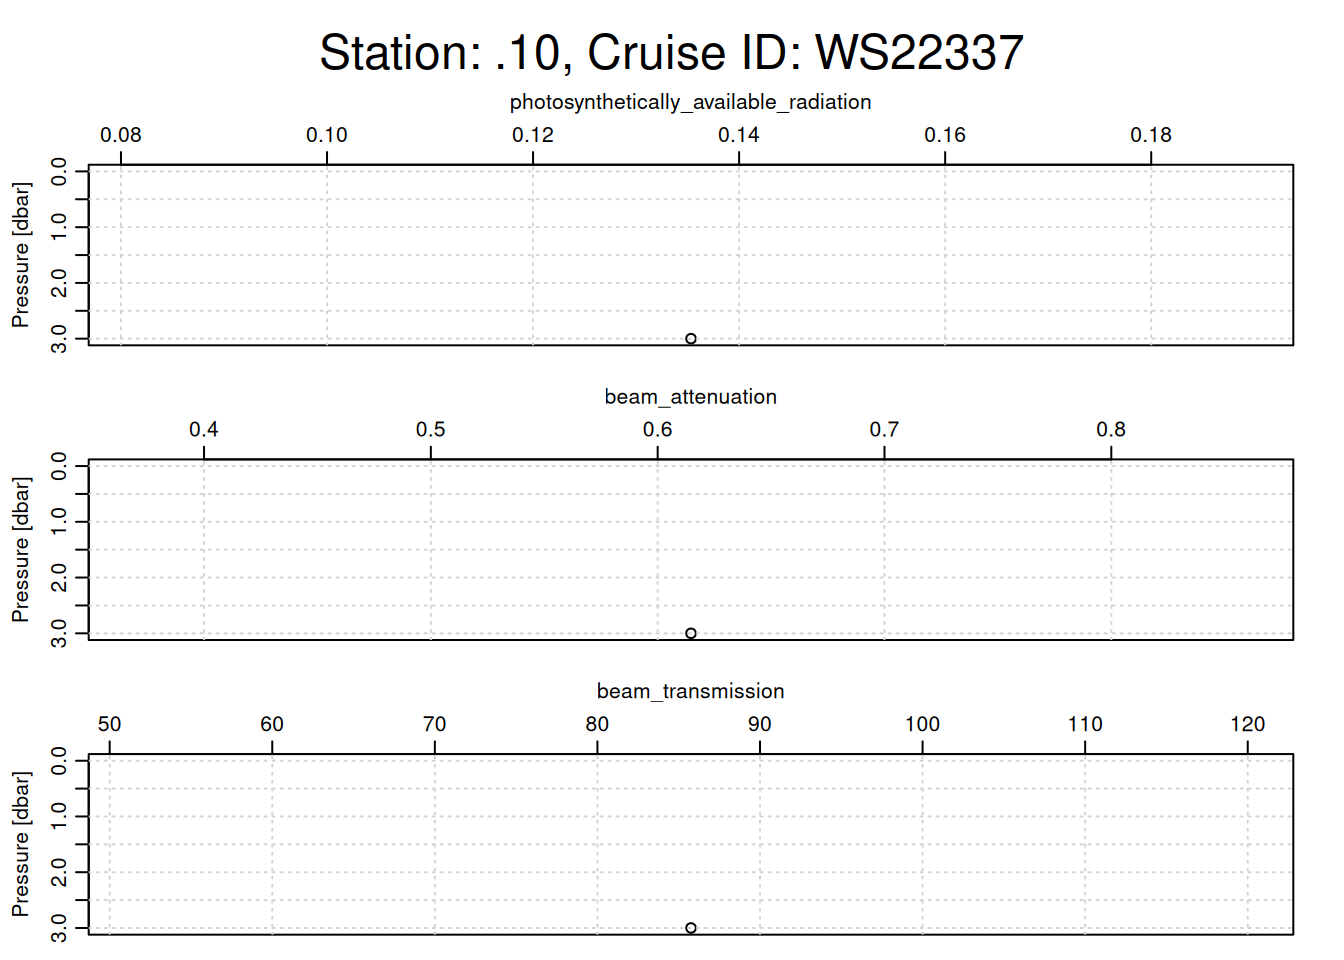 Station: .10, Cruise ID: WS22337
photosynthetically_available_radiation
0.08 0.10 0.12 0.14 0.16 0.18
Pressure [dbar]
0.0 1.0 2.0 3.0
beam_attenuation
0.4 0.5 0.6 0.7 0.8
Pressure [dbar]
0.0 1.0 2.0 3.0
beam_transmission
50 60 70 80 90 100 110 120
Pressure [dbar]
0.0 1.0 2.0 3.0